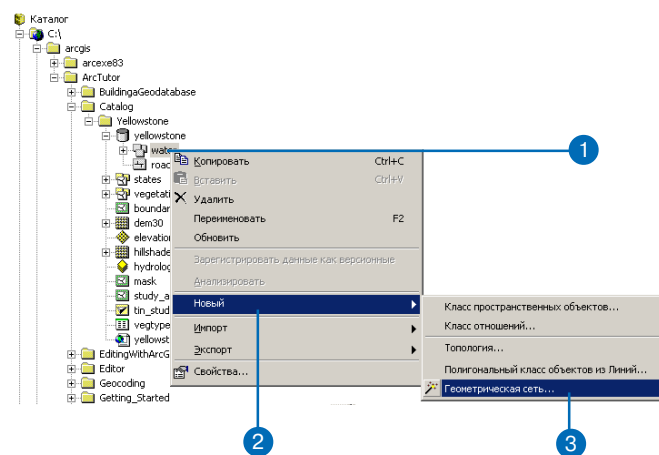 Каталог
C:\
arcgis
arcexe83
ArcTutor
BuildingaGeodatabase
Catalog
Yellowstone
yellowstone
water
1
Копировать Ctrl+C
roac
Вставить Ctrl+V
states
Удалить
vegetati
Переименовать F2
boundar
dem30
Обновить
elevation
hillshade
Зарегистрировать данные как версионные
hydrolog
Анализировать
mask
study_a
Новый
Класс пространственных объектов...
tin_stud
Класс отношений...
vegtype
Импорт
yellowst
Топология...
EditingWithArcG
Экспорт
Editor
Полигональный класс объектов из Линий...
Geocoding
Свойства...
Геометрическая сеть...
Getting_Started
2
3